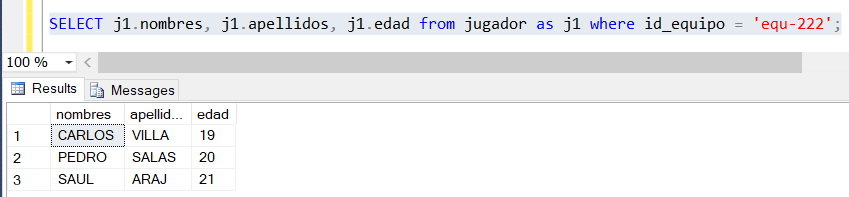 SELECT j1.nombres, j1.apellidos, j1.edad from jugador as j1 where id_equipo = 'equ-222';
100 %
Results Messages
nombres apellid... edad
1 CARLOS VILLA 19
2 PEDRO SALAS 20
3 SAUL ARAJ 21